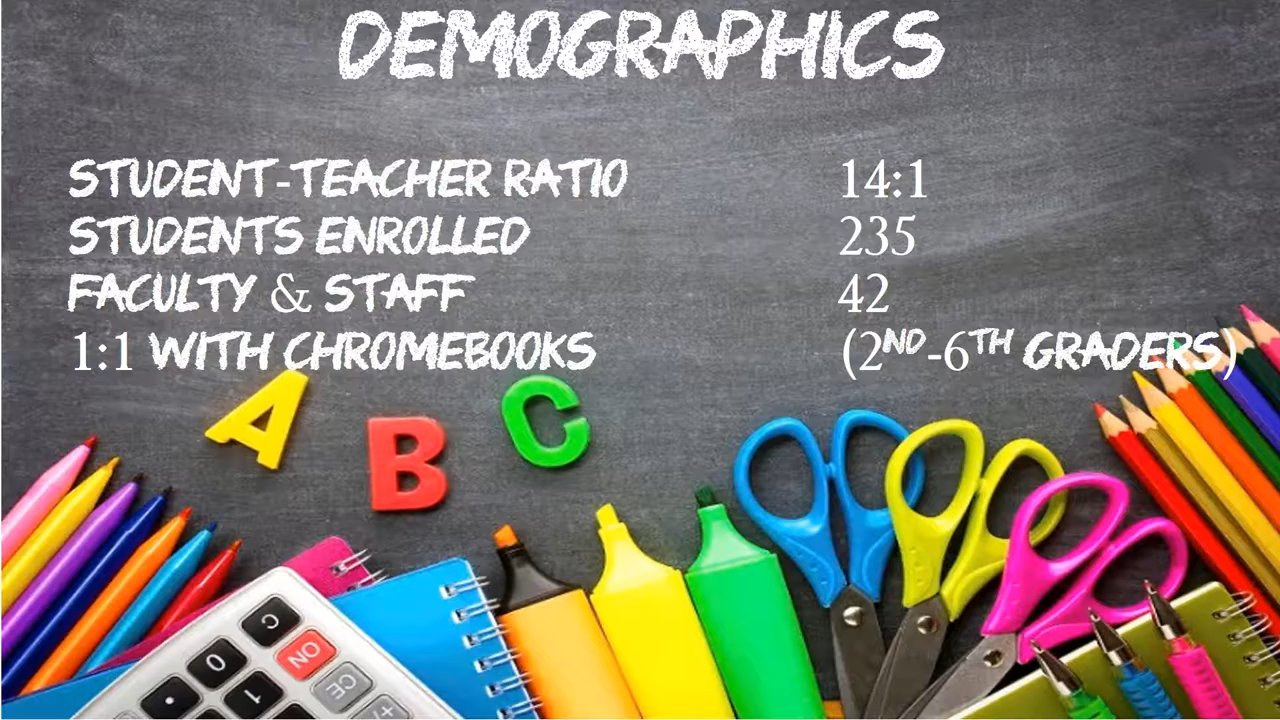 DEMOGRAPHICS
STUDENT-TEACHER RATIO 14:1
STUDENTS ENROLLED 235
FACULTY & STAFF 42
1:1 WITH CHROMEBOOKS (2ND-6TH GRADERS)
A B C
C
0 ON
. 1 CE
+/-